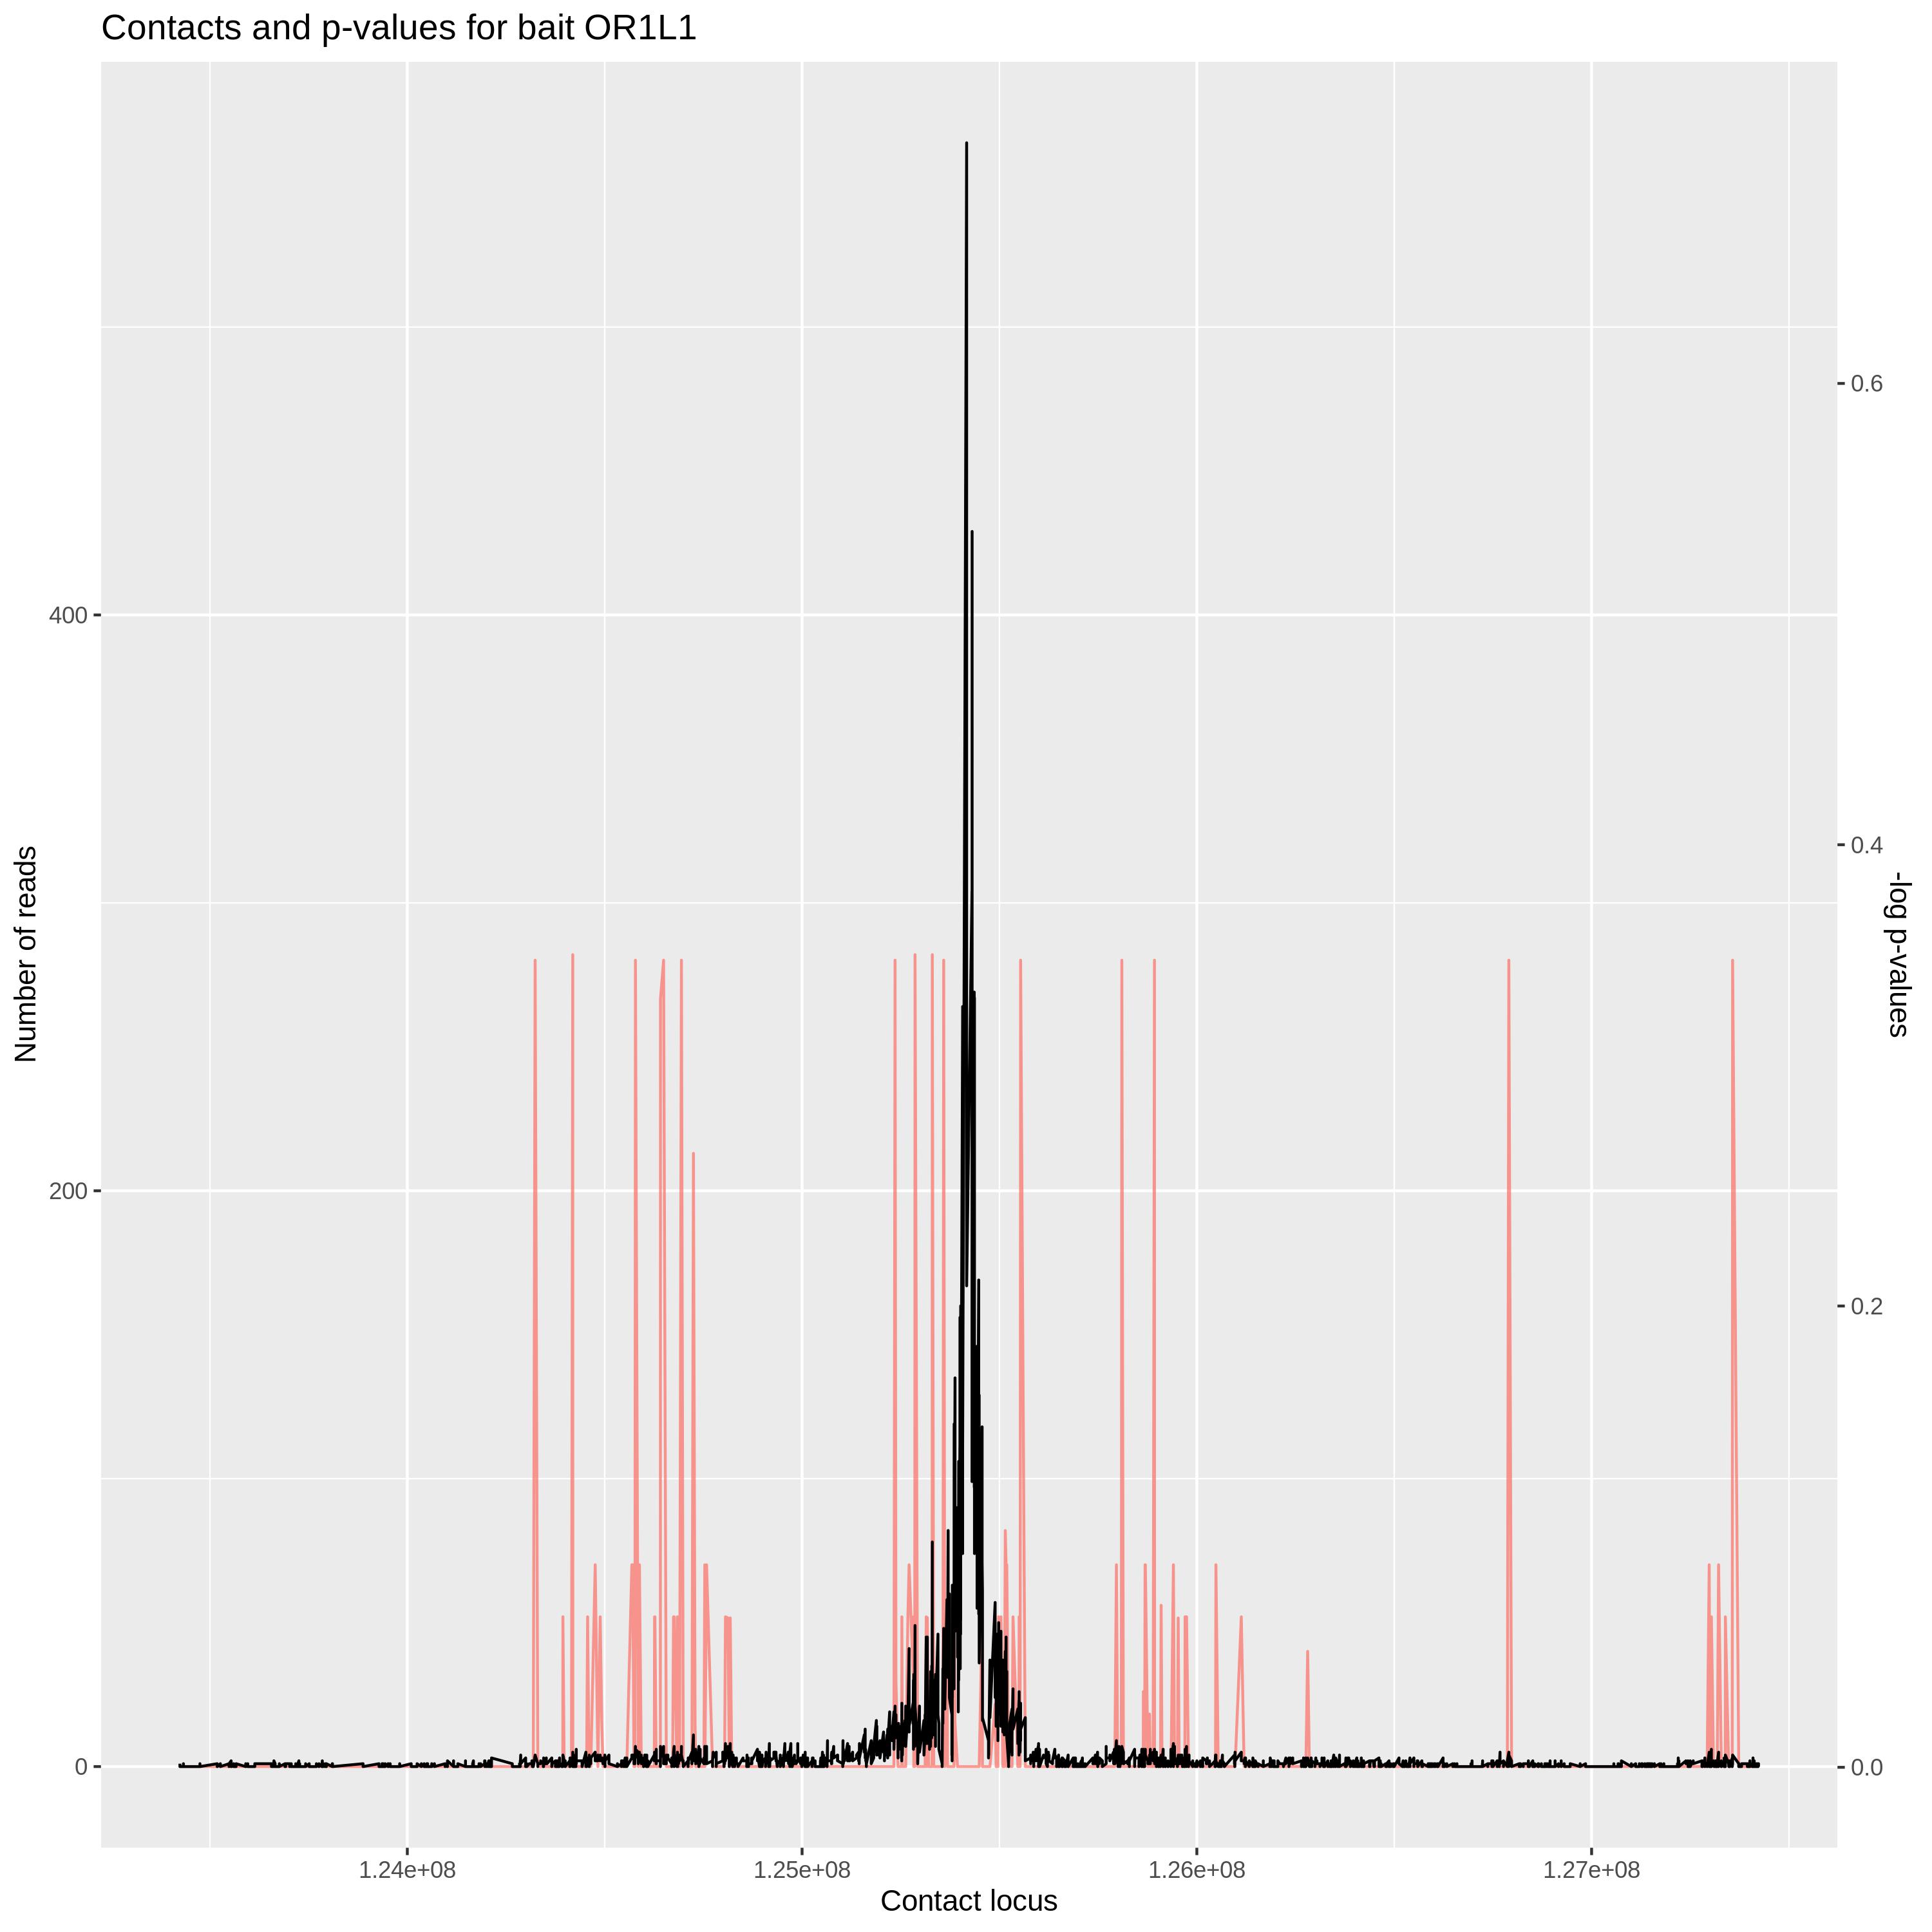 Contacts and p-values for bait OR1L1
Number of reads
400
200
0
0.6
0.4
0.2
0.0
-log p-values
1.24e+08
1.25e+08
1.26e+08
1.27e+08
Contact locus